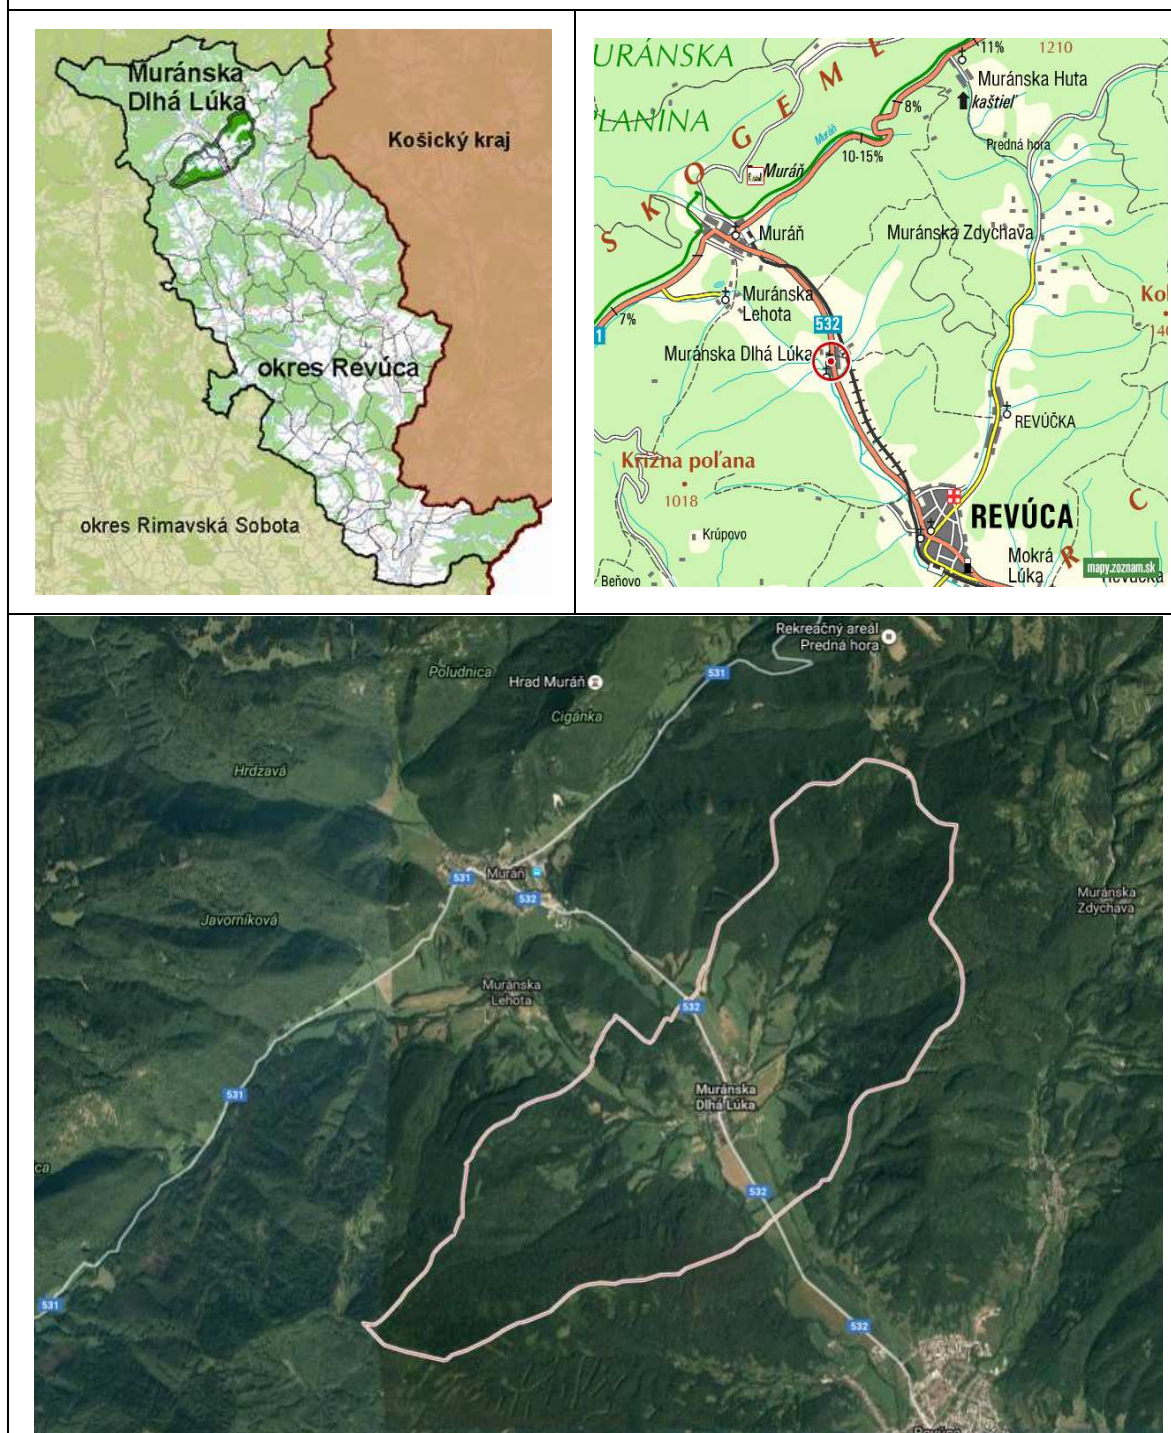 Muránska
Dlhá Lúka
Košický kraj
okres Revúca
okres Rimavská Sobota
URÁNSKA
PLANINA
S K O G E M E
11%
1210
Muránska Huta
kaštieľ
8%
Muráň
10-15%
Predná hora
Muráň
Muráň
Muránska Zdychava
Muránska
Lehota
7%
1
532
Muránska Dlhá Lúka
REVÚČKA
Krížna poľana
1018
REVÚCA
Krúpovo
Mokrá
Lúka
Beňovo
R C
mapy.zoznam.sk
Rekreačný areál
Predná hora
Poludnica
Hrad Muráň
531
Cigánka
Hrdzavá
Muráň
531
532
Javorníková
Muránska
Zdychava
Muránska
Lehota
532
Muránska
Dlhá Lúka
531
ca
532
531
532